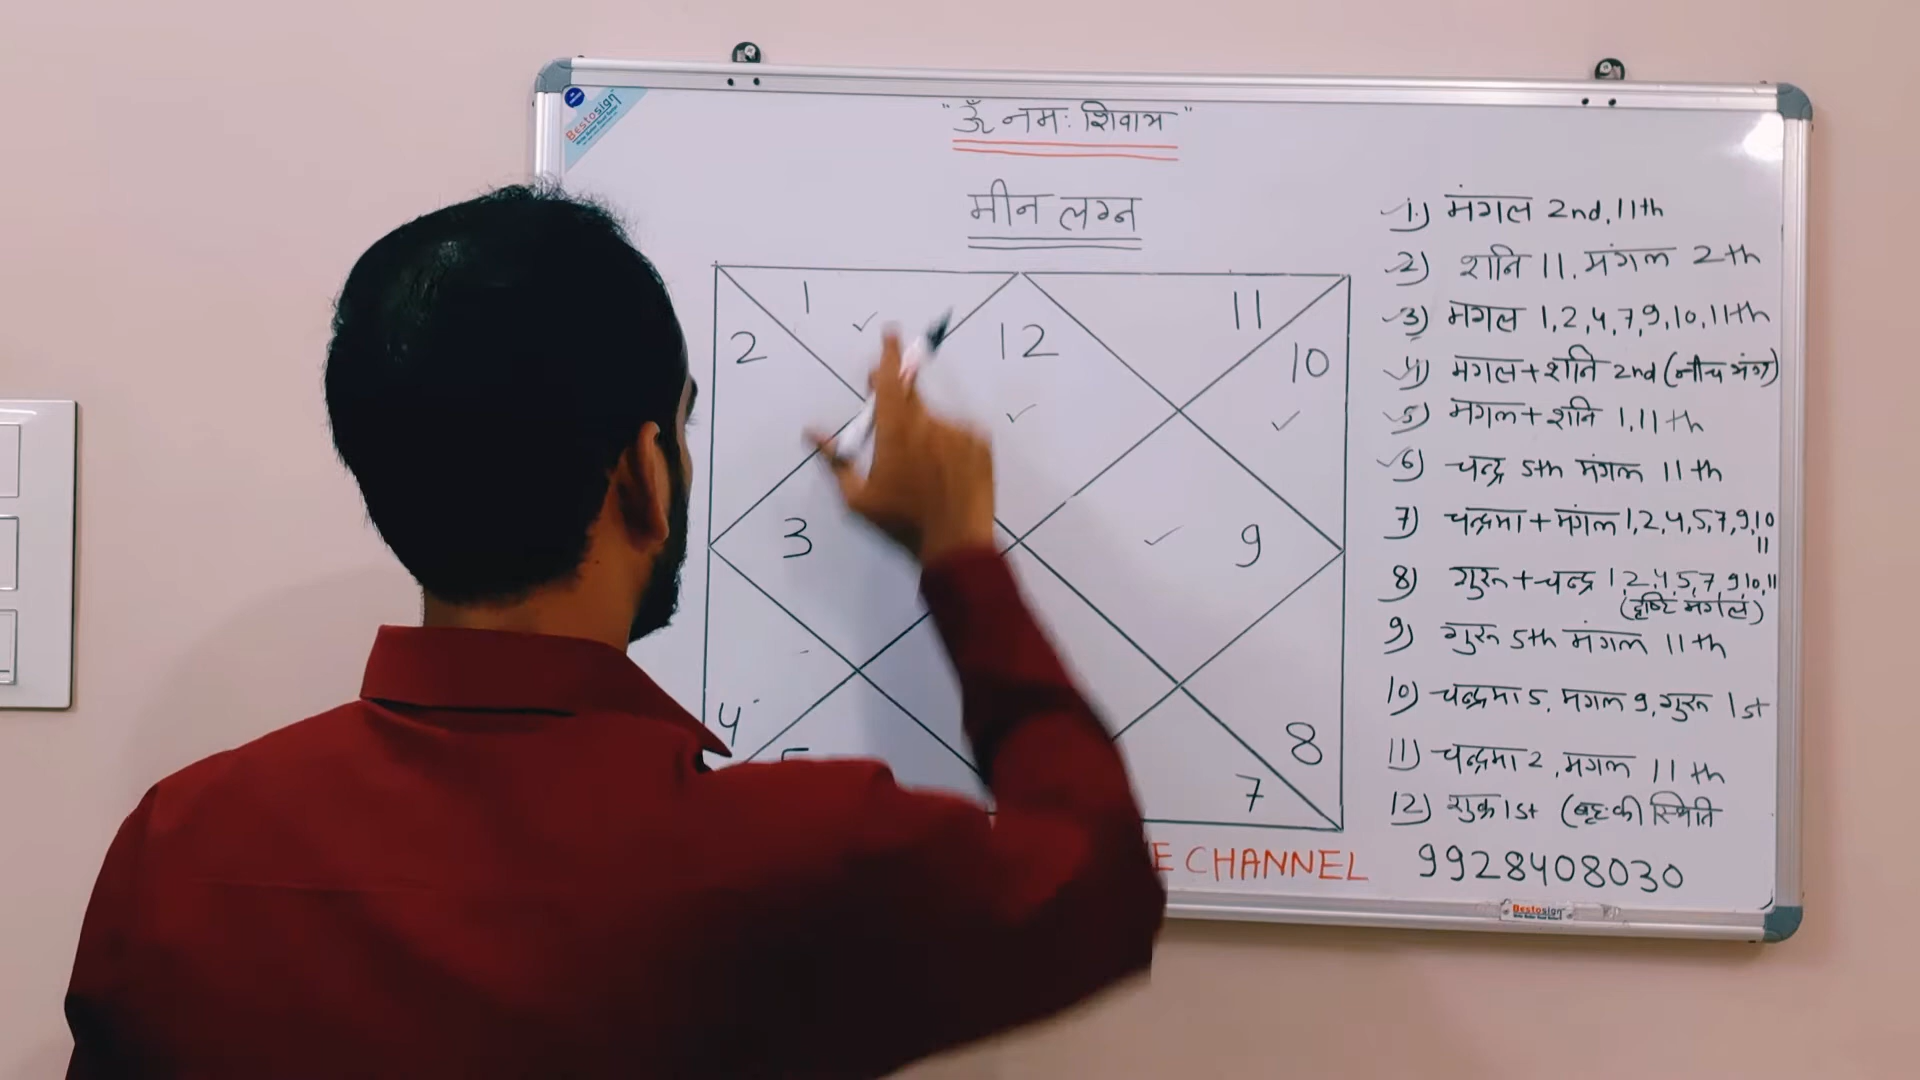 Bestosign
"ॐ नमः शिवाय"
मीन लग्न
1
2
12
11
10
3
9
4
8
7
1) मंगल 2nd, 11th
2) शनि 11, मंगल 2th
3) मंगल 1,2,4,7,9,10,11th
4) मंगल+शनि 2nd (नीच भंग)
5) मंगल+शनि 1,11th
6) चन्द्र 5th मंगल 11th
7) चन्द्रमा+मंगल 1,2,4,5,7,9,10
11
8) गुरु+चन्द्र 1,2,4,5,7,9,10,11
(दृष्टि मंगल)
9) गुरु 5th मंगल 11th
10) चन्द्रमा 5, मंगल 9, गुरु 1st
11) चन्द्रमा 2, मंगल 11th
12) शुक्र 1st (बृह की स्थिति
E CHANNEL
9928408030
Bestosign